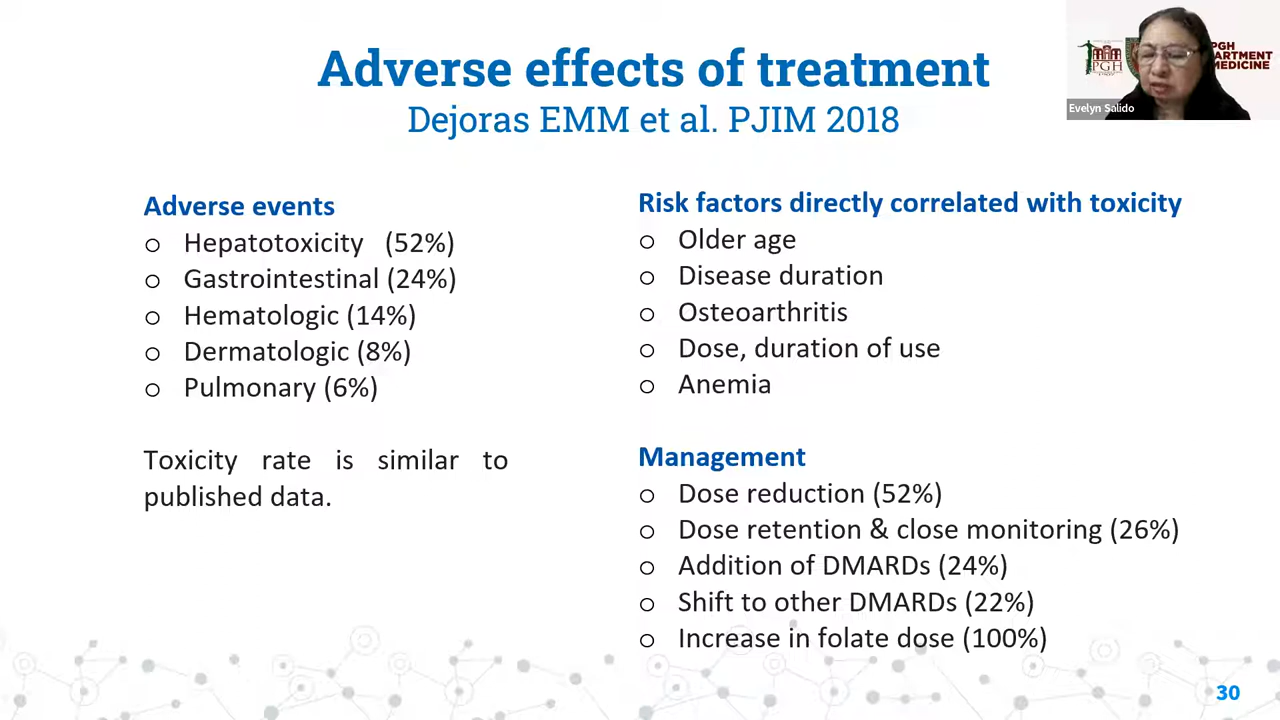 Adverse effects of treatment
Dejoras EMM et al. PJIM 2018
PGH
PGH
ARTMENT
MEDICINE
Evelyn Salido
Adverse events
o Hepatotoxicity (52%)
o Gastrointestinal (24%)
o Hematologic (14%)
o Dermatologic (8%)
o Pulmonary (6%)
Toxicity rate is similar to
published data.
Risk factors directly correlated with toxicity
o Older age
o Disease duration
o Osteoarthritis
o Dose, duration of use
o Anemia
Management
o Dose reduction (52%)
o Dose retention & close monitoring (26%)
o Addition of DMARDs (24%)
o Shift to other DMARDs (22%)
o Increase in folate dose (100%)
30